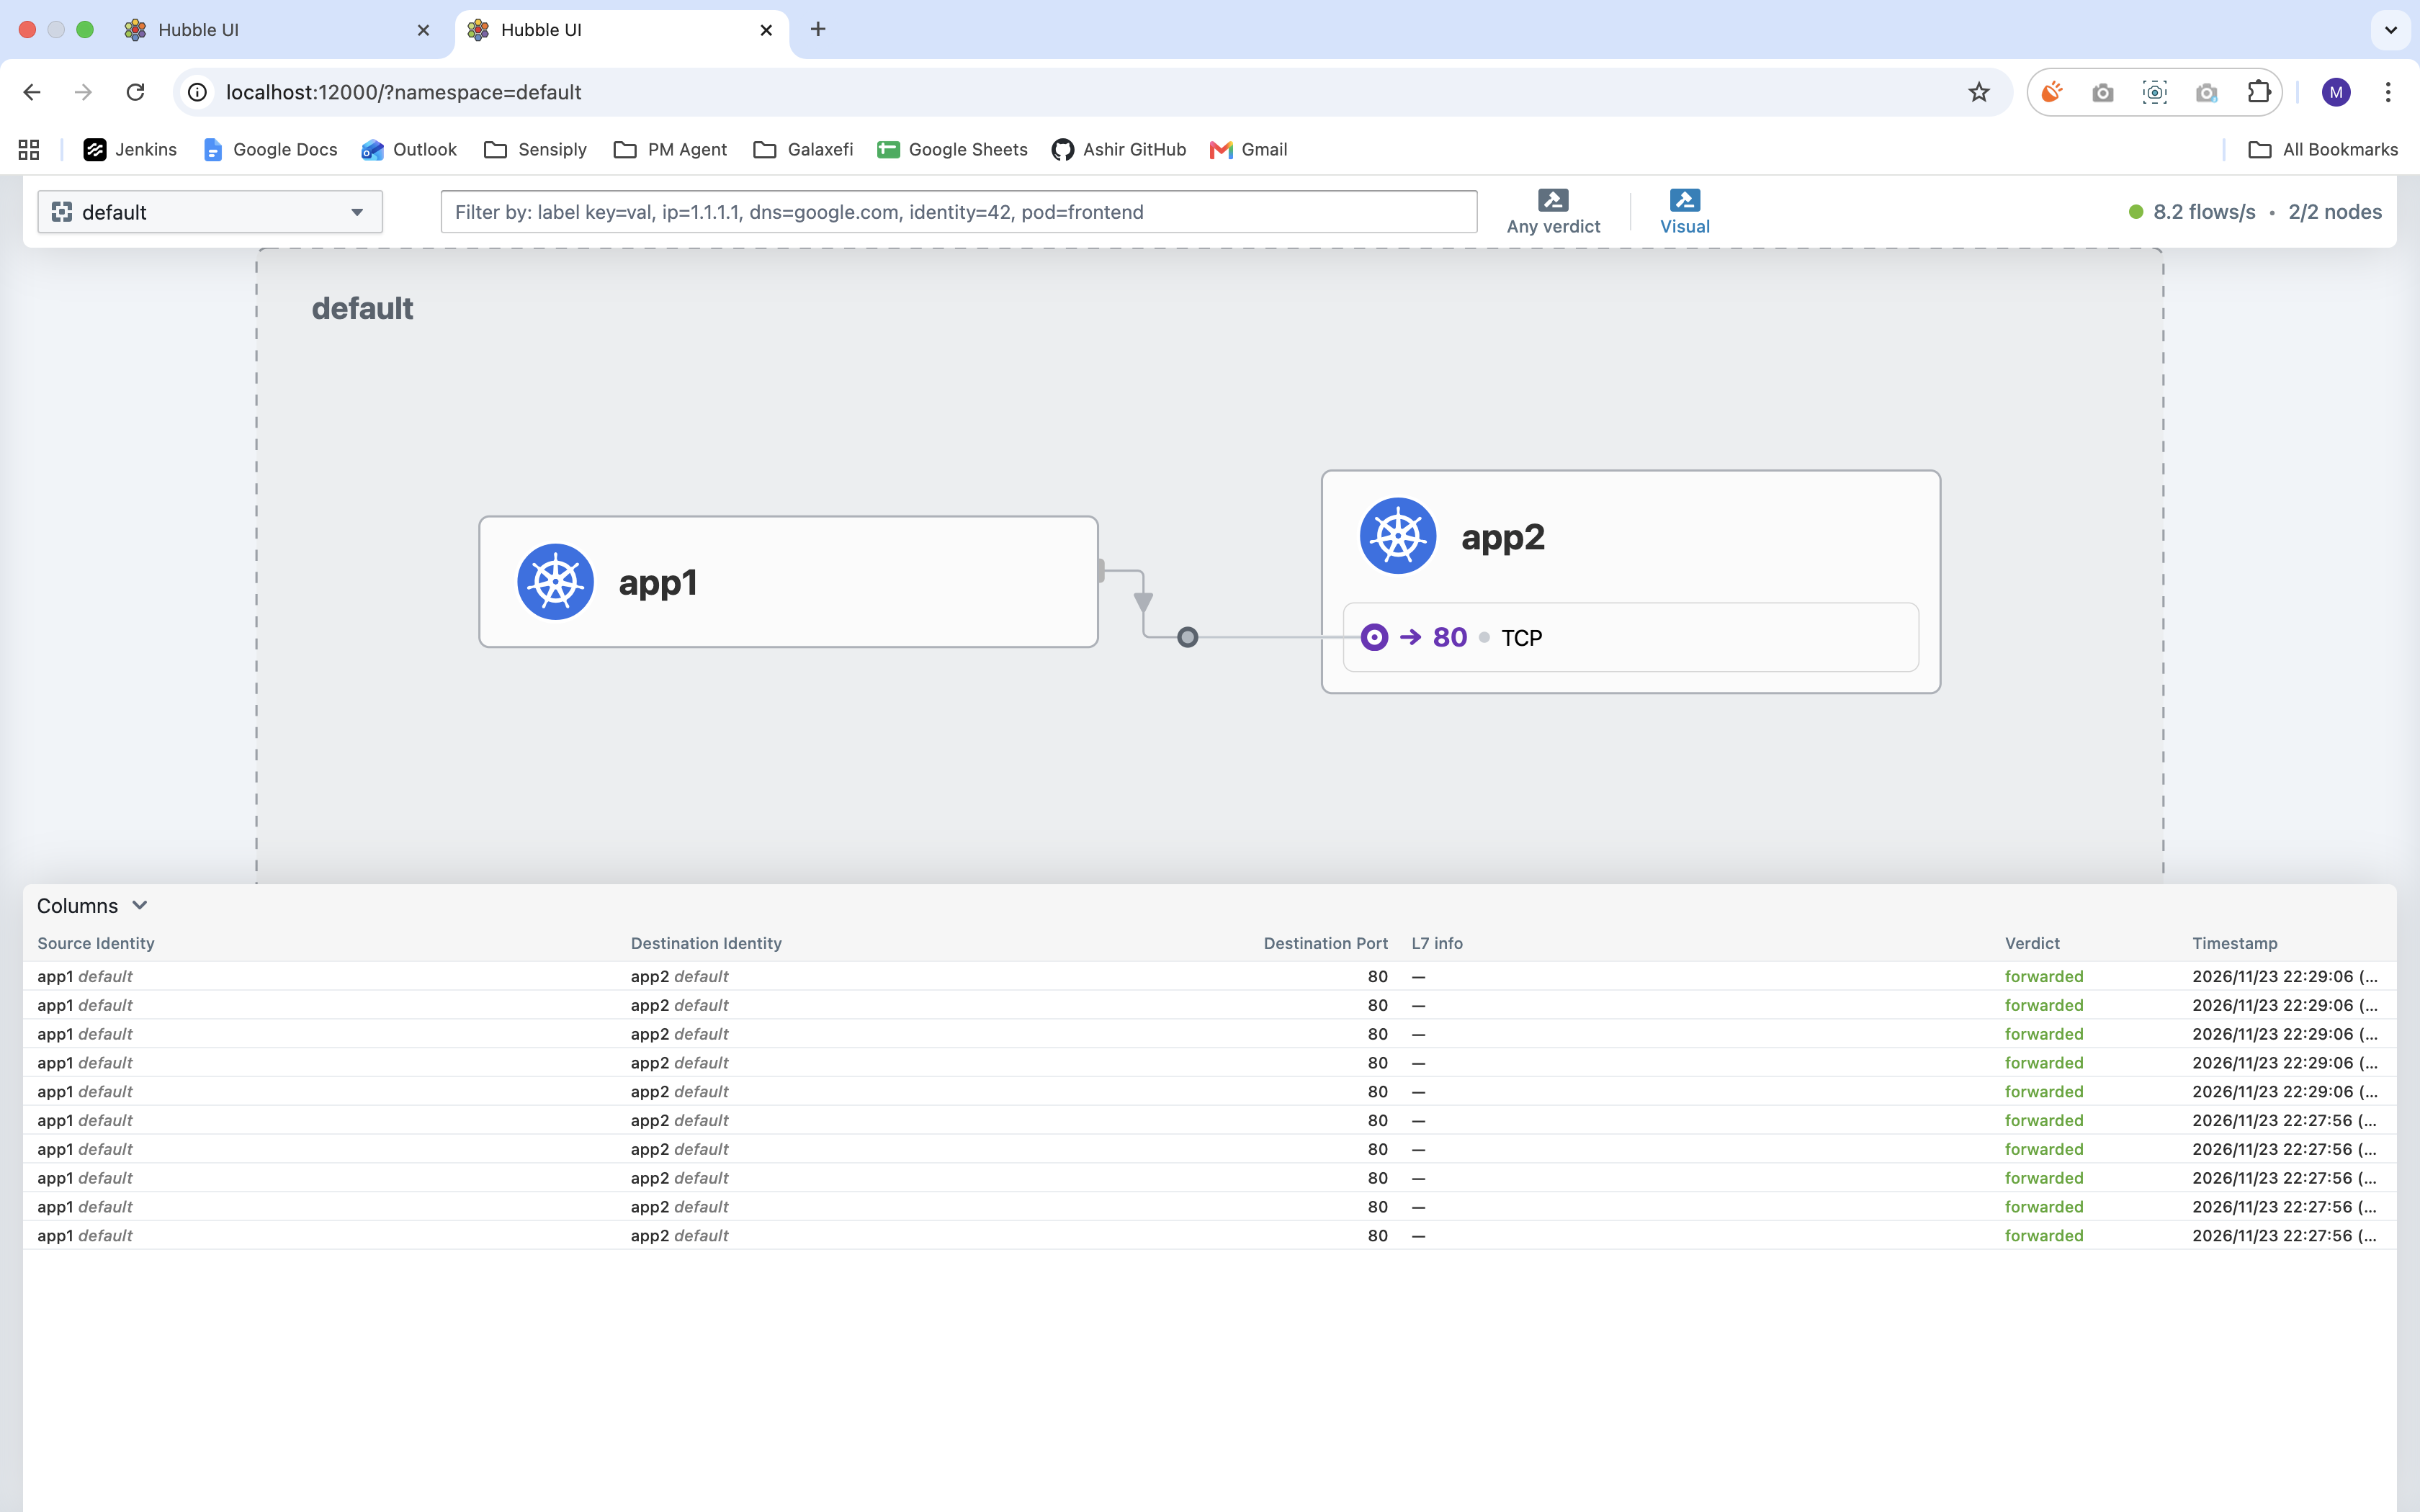 Hubble UI
Hubble UI
localhost:12000/?namespace=default
M
Jenkins Google Docs Outlook Sensiply PM Agent Galaxefi Google Sheets Ashir GitHub Gmail All Bookmarks
default
Filter by: label key=val, ip=1.1.1.1, dns=google.com, identity=42, pod=frontend
Any verdict
Visual
8.2 flows/s • 2/2 nodes
default
app1
app2
80 TCP
Columns
Source Identity Destination Identity Destination Port L7 info Verdict Timestamp
app1 default app2 default 80 — forwarded 2026/11/23 22:29:06 (...
app1 default app2 default 80 — forwarded 2026/11/23 22:29:06 (...
app1 default app2 default 80 — forwarded 2026/11/23 22:29:06 (...
app1 default app2 default 80 — forwarded 2026/11/23 22:29:06 (...
app1 default app2 default 80 — forwarded 2026/11/23 22:29:06 (...
app1 default app2 default 80 — forwarded 2026/11/23 22:27:56 (...
app1 default app2 default 80 — forwarded 2026/11/23 22:27:56 (...
app1 default app2 default 80 — forwarded 2026/11/23 22:27:56 (...
app1 default app2 default 80 — forwarded 2026/11/23 22:27:56 (...
app1 default app2 default 80 — forwarded 2026/11/23 22:27:56 (...